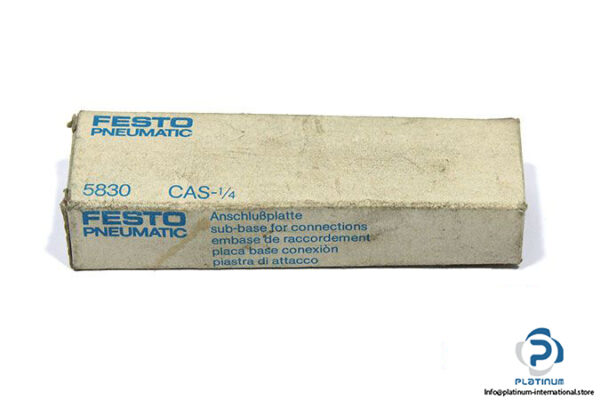 FESTO
PNEUMATIC
5830 CAS-1/4
FESTO
PNEUMATIC
Anschlußplatte
sub-base for connections
embase de raccordement
placa base conexiòn
piastra di attacco
PLATINUM
Info@platinum-international.store